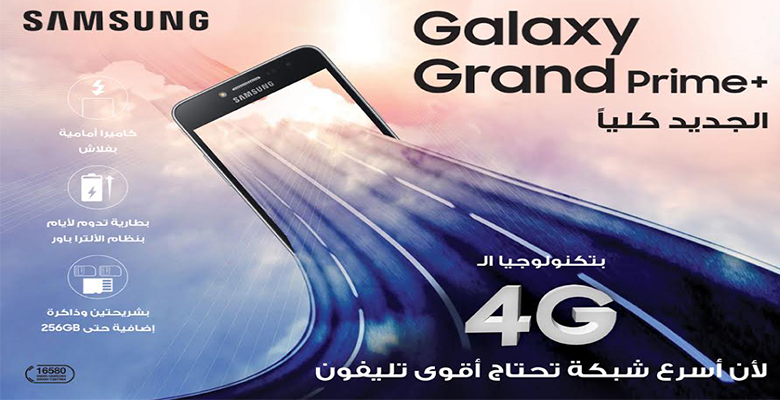 SAMSUNG
Galaxy
Grand Prime+
الجديد كلياً
SAMSUNG
كاميرا أمامية
بفلاش
بطارية تدوم لأيام
بنظام الألترا باور
بشريحتين وذاكرة
إضافية حتى 256GB
بتكنولوجيا الـ
4G
لأن أسرع شبكة تحتاج أقوى تليفون
16580